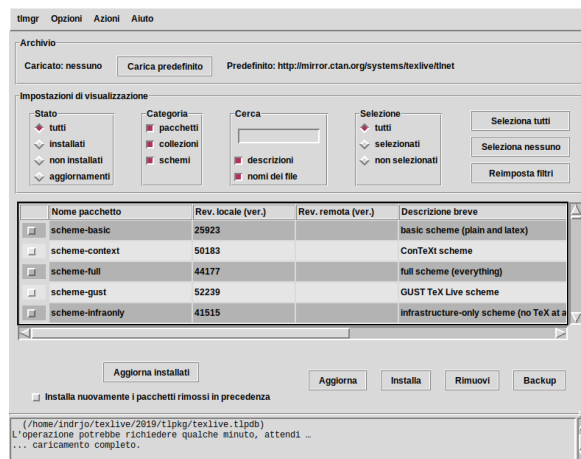 tlmgr Opzioni Azioni Aiuto
Archivio
Caricato: nessuno Carica predefinito Predefinito: http://mirror.ctan.org/systems/texlive/tlnet
Impostazioni di visualizzazione
Stato Categoria Cerca Selezione
tutti pacchetti tutti Seleziona tutti
installati collezioni selezionati Seleziona nessuno
non installati schemi descrizioni non selezionati Reimposta filtri
aggiornamenti nomi dei file
Nome pacchetto Rev. locale (ver.) Rev. remota (ver.) Descrizione breve
scheme-basic 25923 basic scheme (plain and latex)
scheme-context 50183 ConTeXt scheme
scheme-full 44177 full scheme (everything)
scheme-gust 52239 GUST TeX Live scheme
scheme-infraonly 41515 infrastructure-only scheme (no TeX at a
Aggiorna installati Aggiorna Installa Rimuovi Backup
Installa nuovamente i pacchetti rimossi in precedenza
(/home/indrjo/texlive/2019/tlpkg/texlive.tlpdb)
L'operazione potrebbe richiedere qualche minuto, attendi …
... caricamento completo.